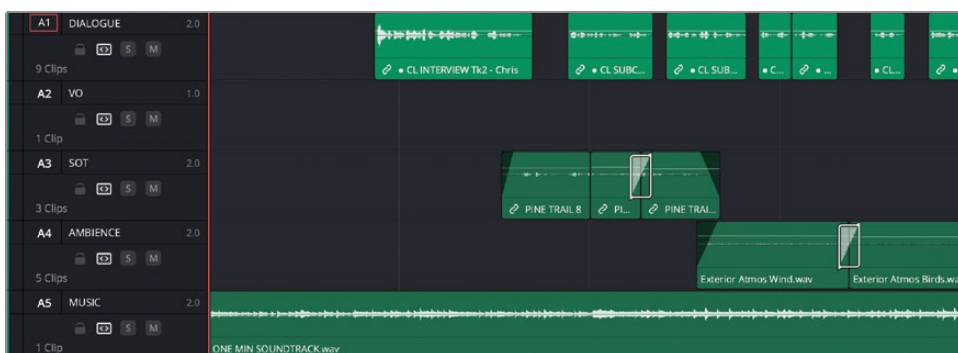 A1 DIALOGUE 2.0
S M
9 Clips
CL INTERVIEW Tk2 - Chris
CL SUBC...
CL SUB...
C...
...
CL...
A2 VO 1.0
S M
1 Clip
A3 SOT 2.0
S M
3 Clips
PINE TRAIL 8
PI...
PINE TRAI...
A4 AMBIENCE 2.0
S M
5 Clips
Exterior Atmos Wind.wav
Exterior Atmos Birds.wa
A5 MUSIC 2.0
S M
1 Clip
ONE MIN SOUNDTRACK.wav